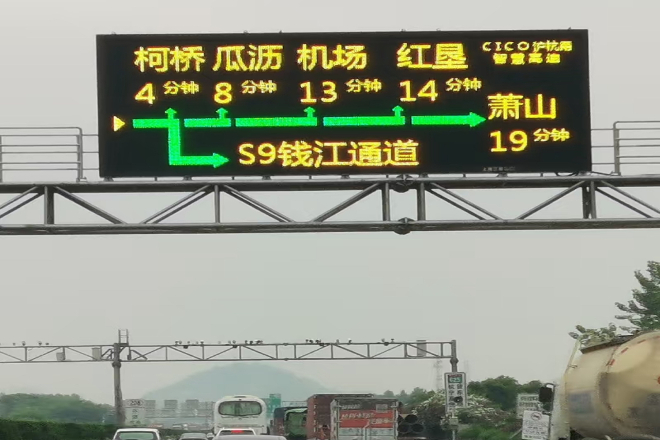 柯桥 瓜沥 机场 红垦 CICO沪杭甬
智慧高速
4分钟 8分钟 13分钟 14分钟 萧山
19分钟
S9钱江通道